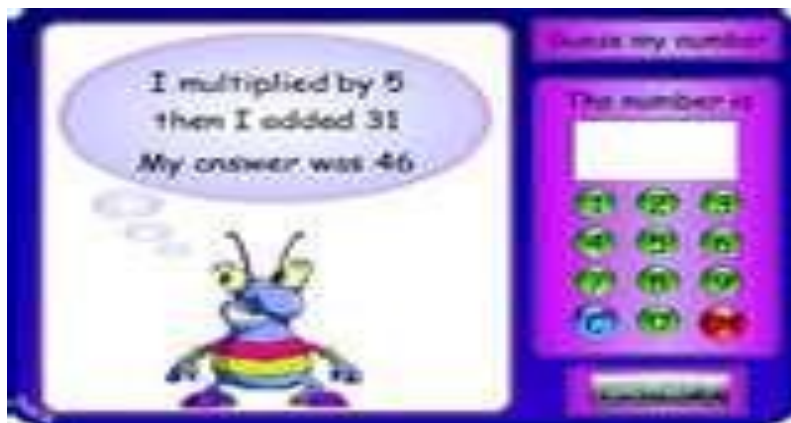 I multiplied by 5
then I added 31
My answer was 46
Guess my number
The number is
1 2 3
4 5 6
7 8 9
C 0